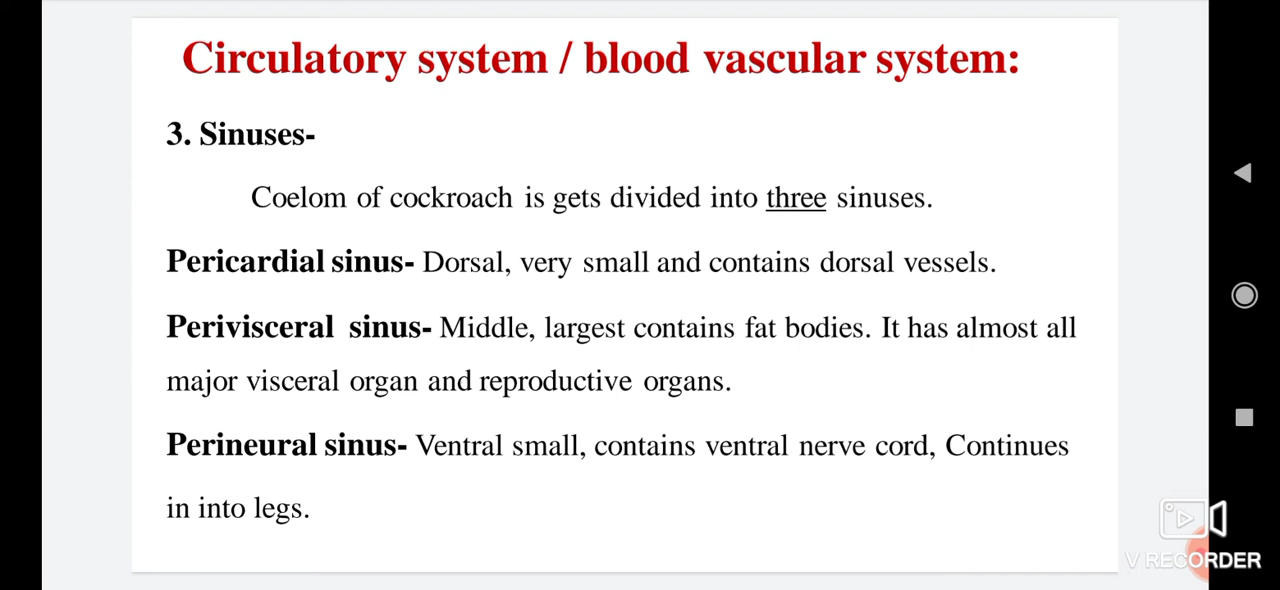 Circulatory system / blood vascular system:
3. Sinuses-
Coelom of cockroach is gets divided into three sinuses.
Pericardial sinus- Dorsal, very small and contains dorsal vessels.
Perivisceral sinus- Middle, largest contains fat bodies. It has almost all
major visceral organ and reproductive organs.
Perineural sinus- Ventral small, contains ventral nerve cord, Continues
in into legs.
V RECORDER